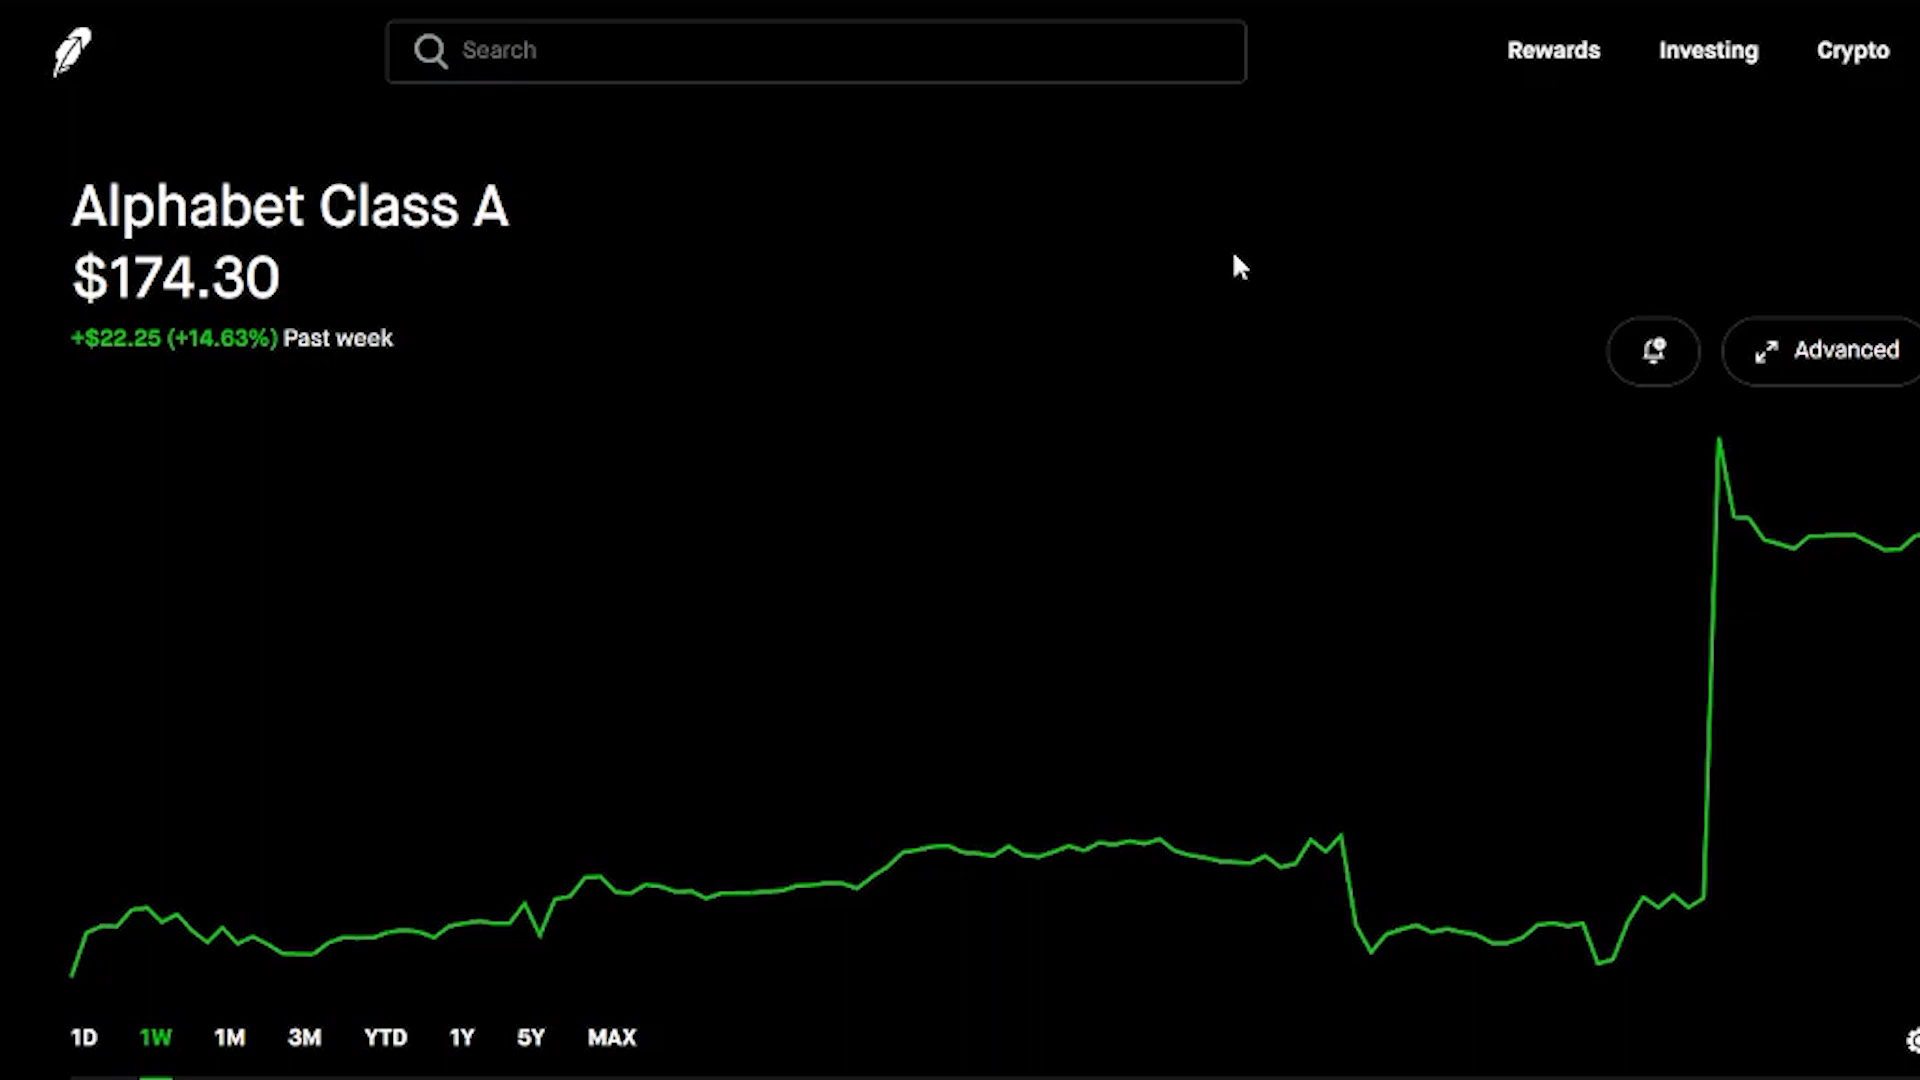 Search
Rewards Investing Crypto
Alphabet Class A
$174.30
+$22.25 (+14.63%) Past week
Advanced
1D 1W 1M 3M YTD 1Y 5Y MAX